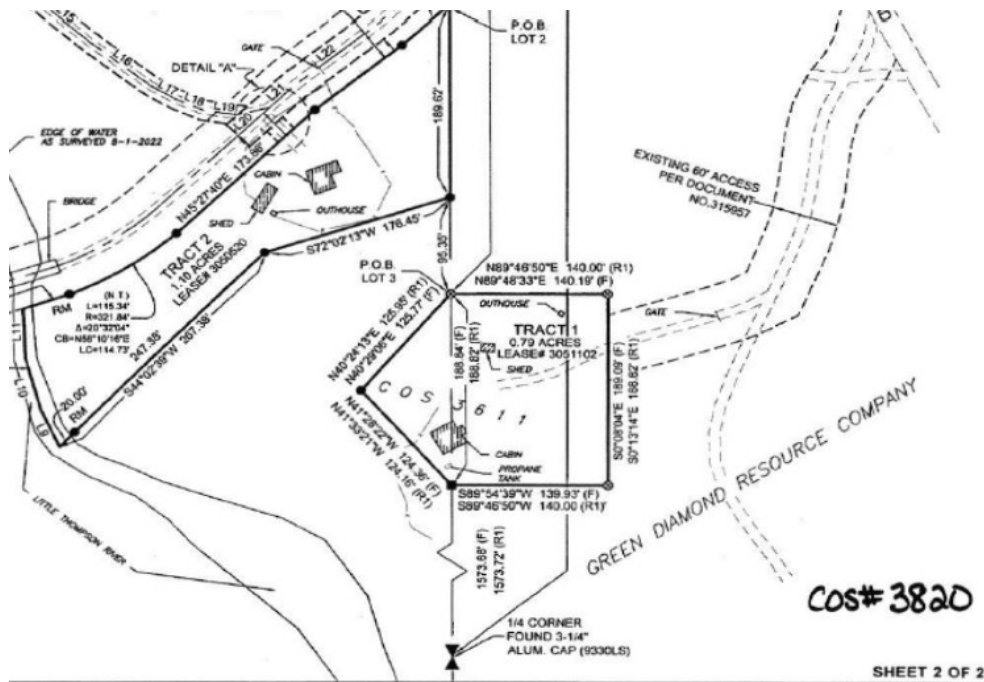 L15
L16
L17
L18
L19
L20
L21
L22
GATE
DETAIL "A"
P.O.B.
LOT 2
189.62'
EDGE OF WATER
AS SURVEYED 8-1-2022
BRIDGE
N45°27'40"E 173.86'
CABIN
SHED
OUTHOUSE
TRACT 2
1.10 ACRES
LEASE# 3050520
S72°02'13"W 176.45'
95.35'
EXISTING 60' ACCESS
PER DOCUMENT
NO.315957
P.O.B.
LOT 3
N89°46'50"E 140.00' (R1)
N89°48'33"E 140.19' (F)
RM
(N.T.)
L=115.34'
R=321.84'
Δ=20°32'04"
CB=N56°10'16"E
LC=114.73'
L11
L10
L9
247.38'
S44°02'39"W 267.38'
20.00'
RM
N40°24'13"E 125.95' (R1)
N40°29'06"E 125.77' (F)
OUTHOUSE
TRACT 1
0.79 ACRES
LEASE# 3051102
SHED
GATE
188.84' (F)
188.82' (R1)
S0°08'04"E 189.09' (F)
S0°13'14"E 188.82' (R1)
COS 5611
N41°28'22"W 124.36' (F)
N41°33'21"W 124.16' (R1)
CABIN
PROPANE
TANK
S89°54'39"W 139.93' (F)
S89°46'50"W 140.00 (R1)'
LITTLE THOMPSON RIVER
GREEN DIAMOND RESOURCE COMPANY
1573.68' (F)
1573.72' (R1)
COS# 3820
1/4 CORNER
FOUND 3-1/4"
ALUM. CAP (9330LS)
SHEET 2 OF 2